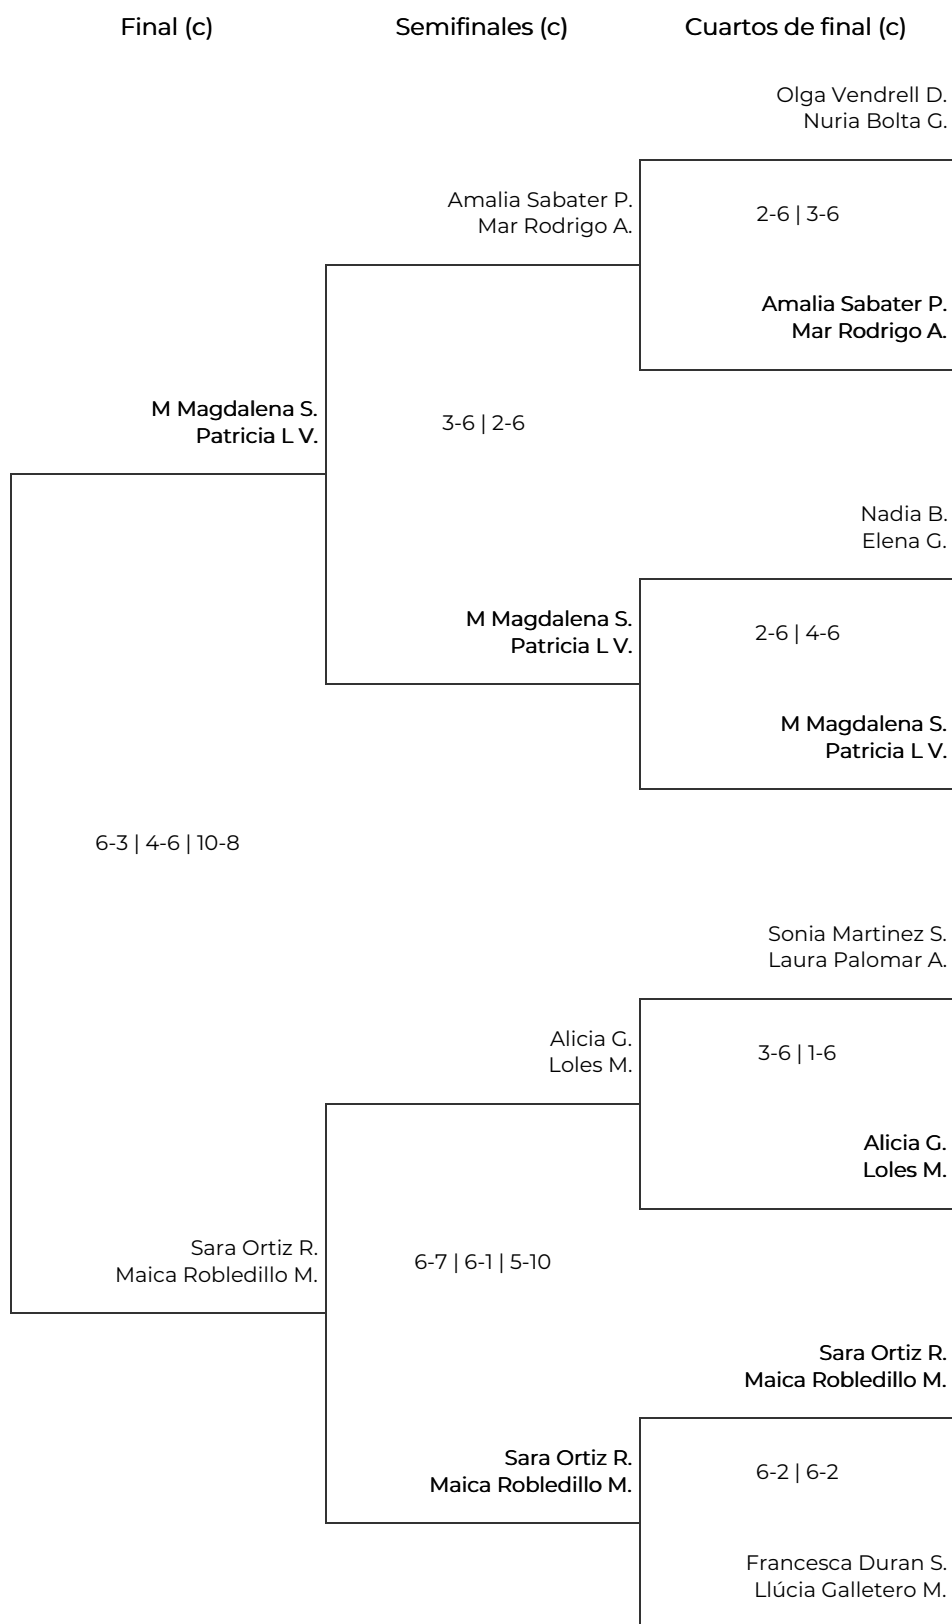 Final (c)
Semifinales (c)
Cuartos de final (c)
Olga Vendrell D.
Nuria Bolta G.
Amalia Sabater P.
Mar Rodrigo A.
2-6 | 3-6
Amalia Sabater P.
Mar Rodrigo A.
M Magdalena S.
Patricia L V.
3-6 | 2-6
Nadia B.
Elena G.
M Magdalena S.
Patricia L V.
2-6 | 4-6
M Magdalena S.
Patricia L V.
6-3 | 4-6 | 10-8
Sonia Martinez S.
Laura Palomar A.
Alicia G.
Loles M.
3-6 | 1-6
Alicia G.
Loles M.
Sara Ortiz R.
Maica Robledillo M.
6-7 | 6-1 | 5-10
Sara Ortiz R.
Maica Robledillo M.
Sara Ortiz R.
Maica Robledillo M.
6-2 | 6-2
Francesca Duran S.
Llúcia Galletero M.